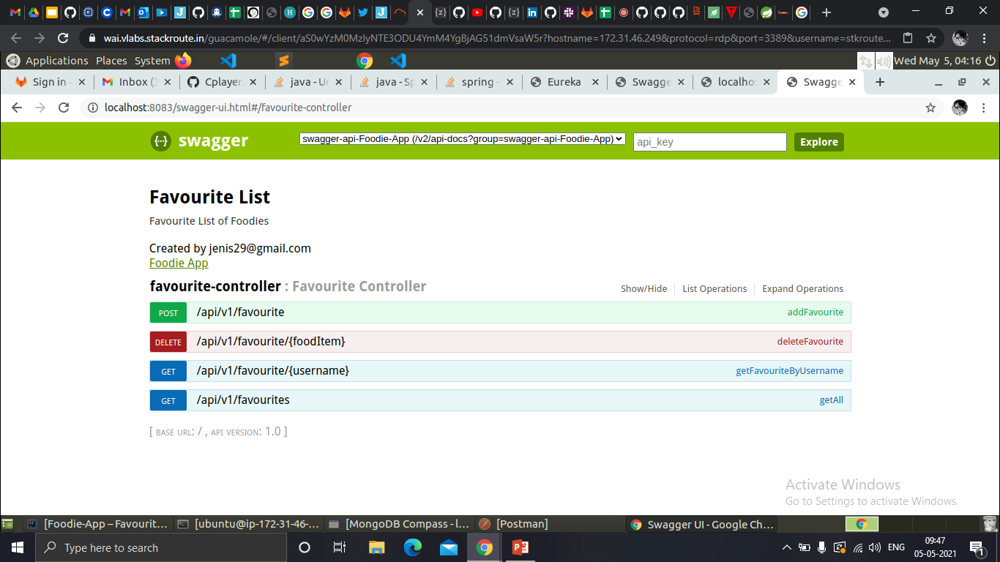 wai.vlabs.stackroute.in/guacamole/#/client/aS0wYzM0MzIyNTE3ODU4YmM4YgBjAG51dmVsaW5r?hostname=172.31.46.249&protocol=rdp&port=3389&username=stkroute...
Applications Places System
Wed May 5, 04:16
Sign in -
Inbox (3
Cplayer
java - Ur
java - Sp
spring -
Eureka
Swagge
localhos
Swagge
localhost:8083/swagger-ui.html#/favourite-controller
{···} swagger
swagger-api-Foodie-App (/v2/api-docs?group=swagger-api-Foodie-App)
api_key
Explore
Favourite List
Favourite List of Foodies
Created by jenis29@gmail.com
Foodie App
favourite-controller : Favourite Controller
Show/Hide
List Operations
Expand Operations
POST /api/v1/favourite addFavourite
DELETE /api/v1/favourite/{foodItem} deleteFavourite
GET /api/v1/favourite/{username} getFavouriteByUsername
GET /api/v1/favourites getAll
[ BASE URL: / , API VERSION: 1.0 ]
Activate Windows
Go to Settings to activate Windows.
[Foodie-App – Favourit...
[ubuntu@ip-172-31-46-...
[MongoDB Compass - l...
[Postman]
Swagger UI - Google Ch...
Type here to search
ENG
09:47
05-05-2021
1